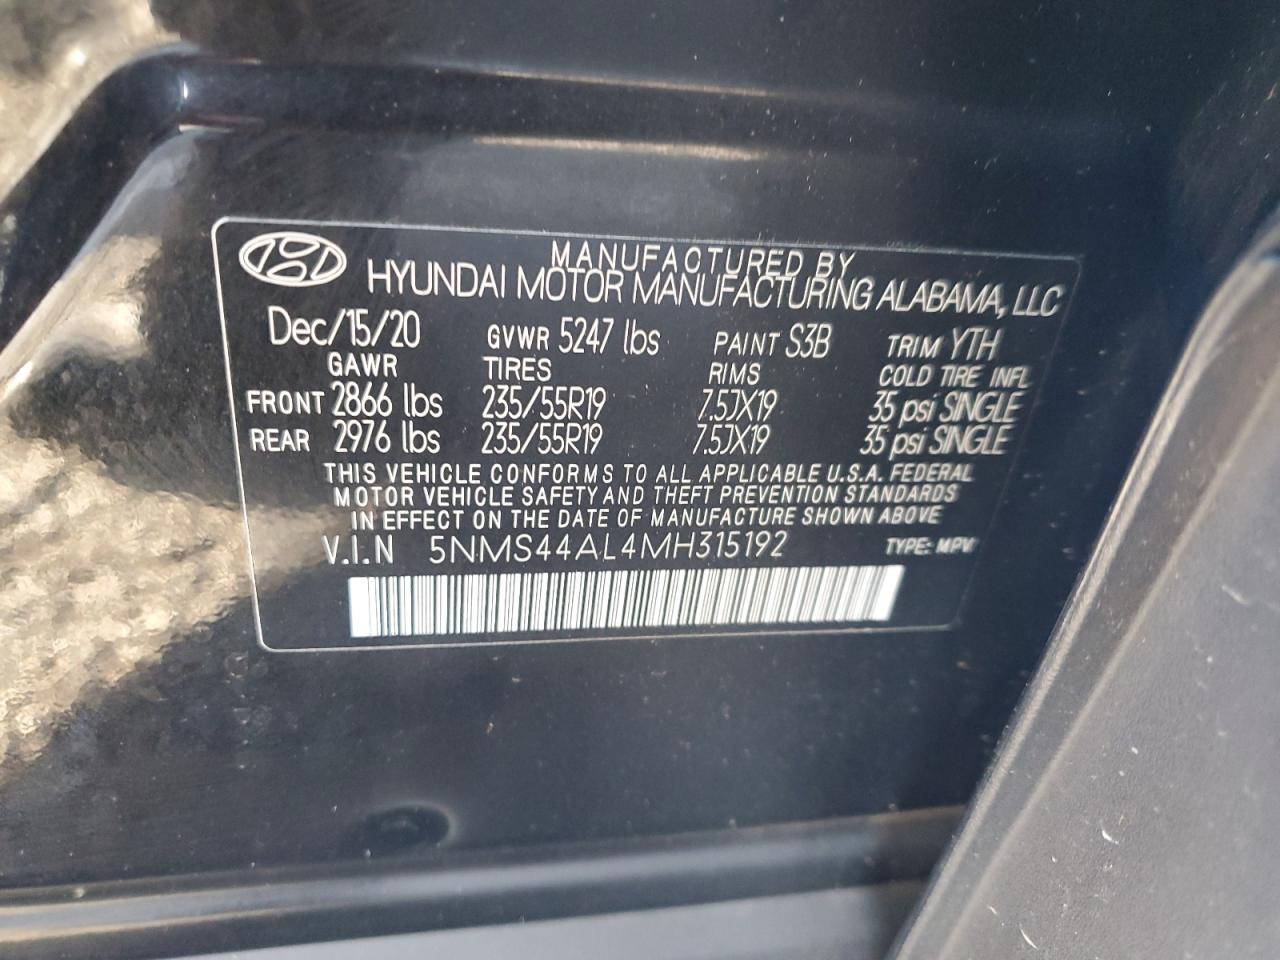 MANUFACTURED BY
HYUNDAI MOTOR MANUFACTURING ALABAMA, LLC
Dec/15/20 GVWR 5247 lbs PAINT S3B TRIM YTH
GAWR TIRES RIMS COLD TIRE INFL
FRONT 2866 lbs 235/55R19 7.5JX19 35 psi SINGLE
REAR 2976 lbs 235/55R19 7.5JX19 35 psi SINGLE
THIS VEHICLE CONFORMS TO ALL APPLICABLE U.S.A. FEDERAL
MOTOR VEHICLE SAFETY AND THEFT PREVENTION STANDARDS
IN EFFECT ON THE DATE OF MANUFACTURE SHOWN ABOVE
V.I.N 5NMS44AL4MH315192 TYPE: MPV